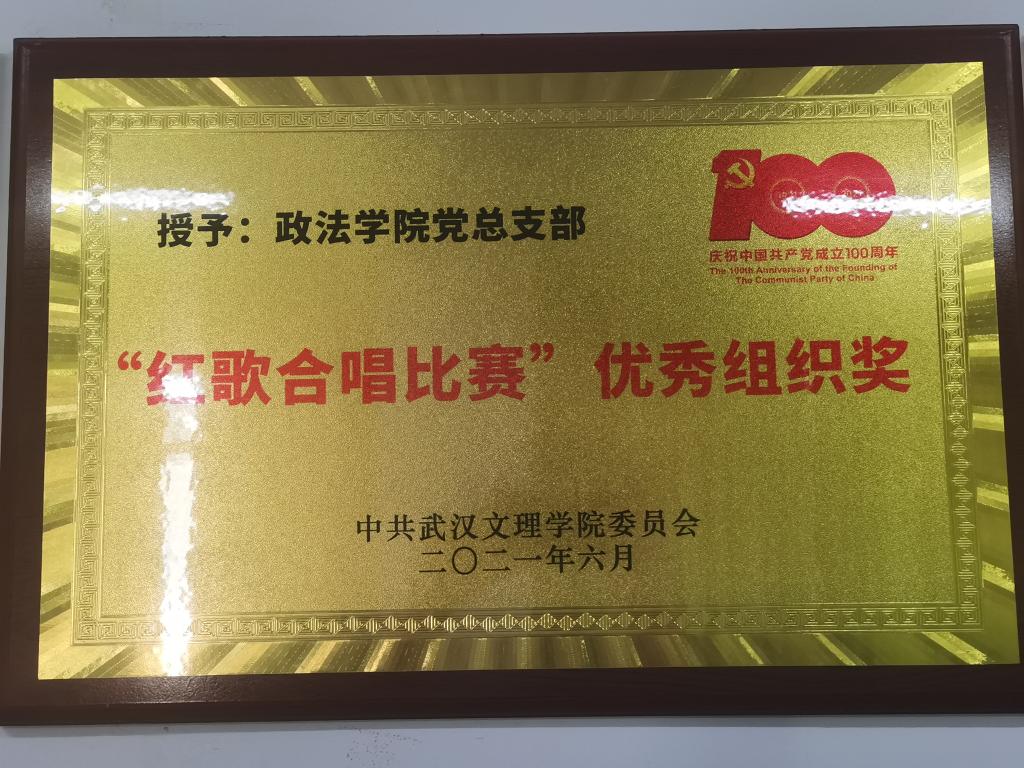 100
庆祝中国共产党成立100周年
The 100th Anniversary of the Founding of
The Communist Party of China
授予：政法学院党总支部
“红歌合唱比赛”优秀组织奖
中共武汉文理学院委员会
二〇二一年六月